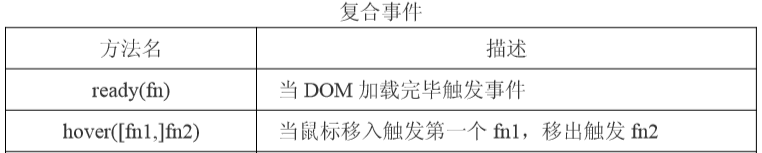 复合事件
方法名 描述
ready(fn) 当 DOM 加载完毕触发事件
hover([fn1,]fn2) 当鼠标移入触发第一个 fn1，移出触发 fn2